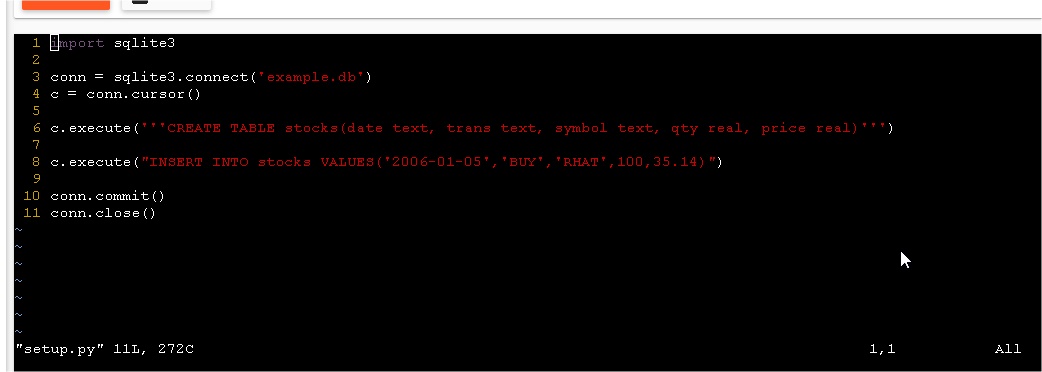 1 import sqlite3
2
3 conn = sqlite3.connect('example.db')
4 c = conn.cursor()
5
6 c.execute('''CREATE TABLE stocks(date text, trans text, symbol text, qty real, price real)''')
7
8 c.execute("INSERT INTO stocks VALUES('2006-01-05','BUY','RHAT',100,35.14)")
9
10 conn.commit()
11 conn.close()
~
~
~
~
~
~
~
"setup.py" 11L, 272C 1,1 All